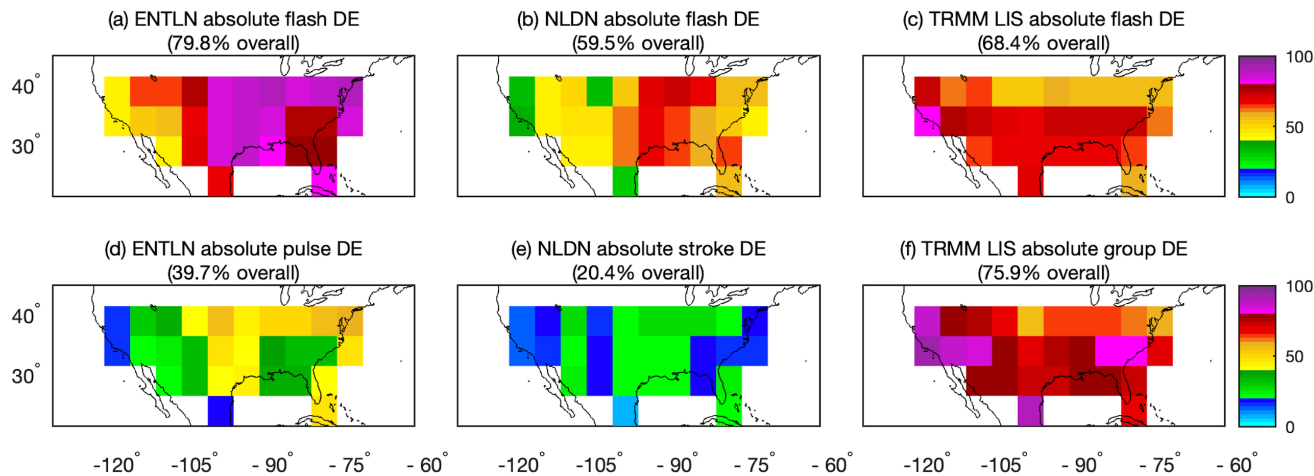 (a) ENTLN absolute flash DE
(79.8% overall)
(b) NLDN absolute flash DE
(59.5% overall)
(c) TRMM LIS absolute flash DE
(68.4% overall)
100
50
0
40°
30°
(d) ENTLN absolute pulse DE
(39.7% overall)
(e) NLDN absolute stroke DE
(20.4% overall)
(f) TRMM LIS absolute group DE
(75.9% overall)
100
50
0
40°
30°
-120° -105° -90° -75° -60°
-120° -105° -90° -75° -60°
-120° -105° -90° -75° -60°